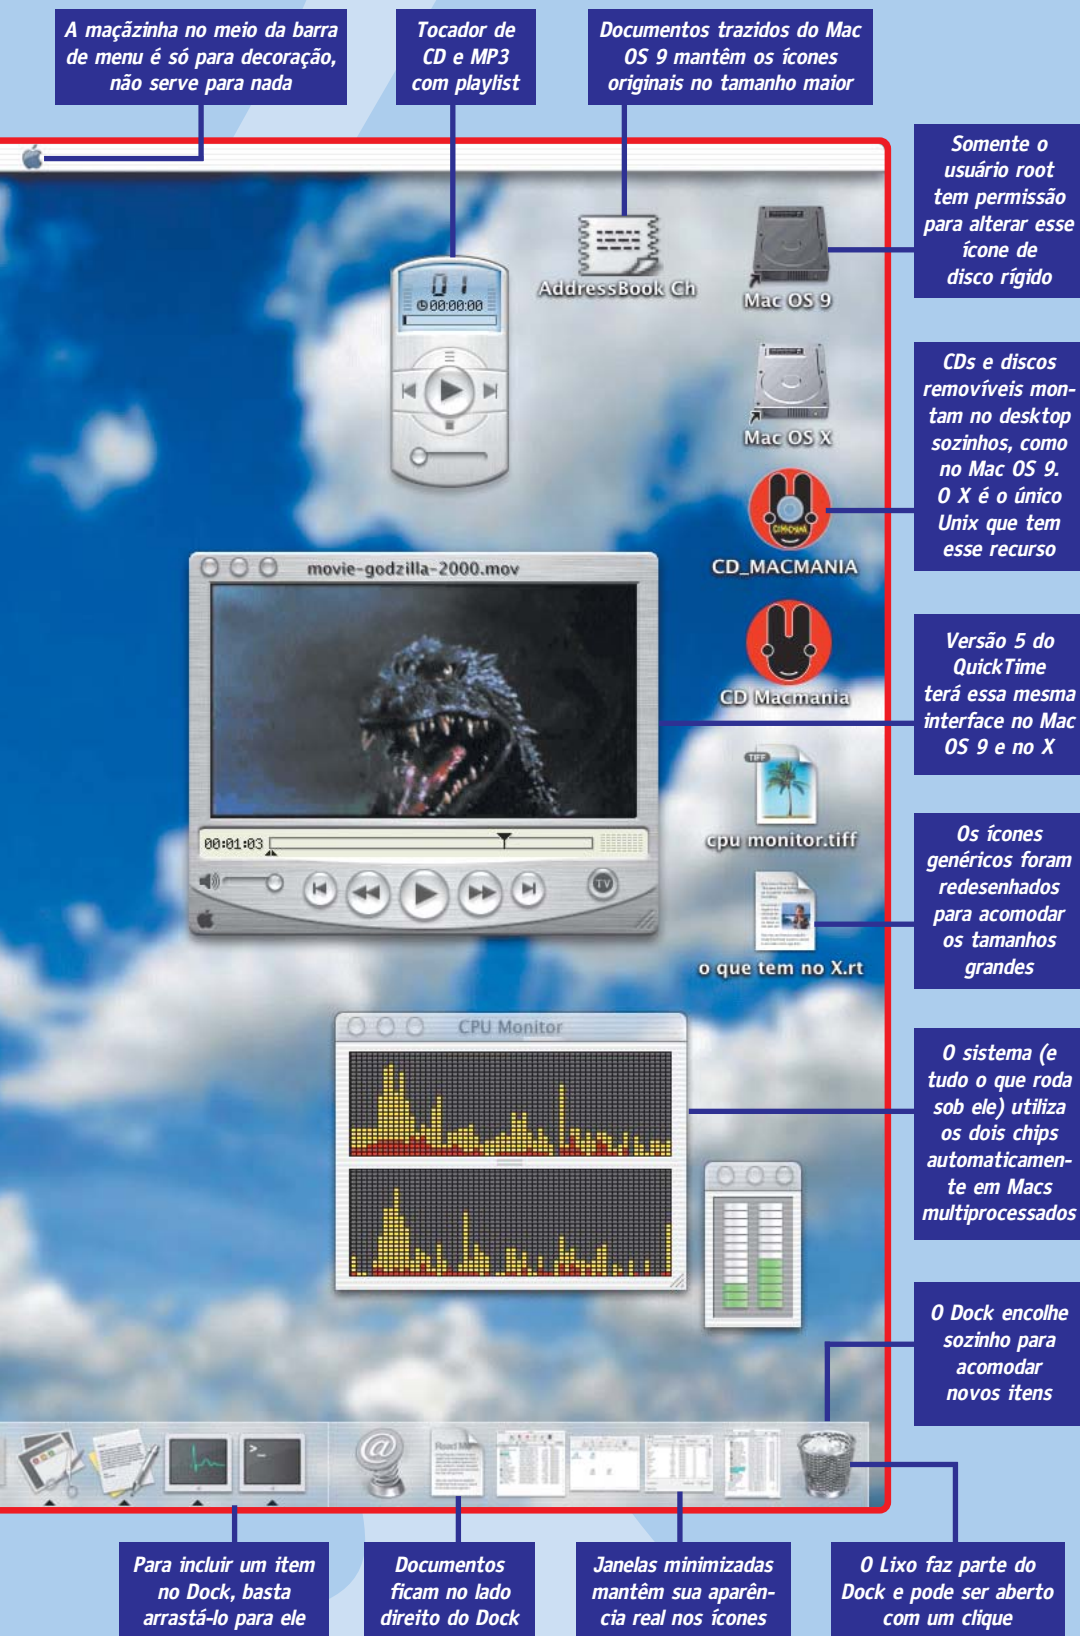 A maçãzinha no meio da barra
de menu é só para decoração,
não serve para nada
Tocador de
CD e MP3
com playlist
Documentos trazidos do Mac
OS 9 mantêm os ícones
originais no tamanho maior
Somente o
usuário root
tem permissão
para alterar esse
ícone de
disco rígido
01
00:00:00
AddressBook Ch
Mac OS 9
Mac OS X
CDs e discos
removíveis mon-
tam no desktop
sozinhos, como
no Mac OS 9.
O X é o único
Unix que tem
esse recurso
CD_MACMANIA
movie-godzilla-2000.mov
CD Macmania
Versão 5 do
QuickTime
terá essa mesma
interface no Mac
OS 9 e no X
TIFF
cpu monitor.tiff
00:01:03
TV
Os ícones
genéricos foram
redesenhados
para acomodar
os tamanhos
grandes
o que tem no X.rt
CPU Monitor
O sistema (e
tudo o que roda
sob ele) utiliza
os dois chips
automaticamen-
te em Macs
multiprocessados
O Dock encolhe
sozinho para
acomodar
novos itens
>_
@
Read Me
Para incluir um item
no Dock, basta
arrastá-lo para ele
Documentos
ficam no lado
direito do Dock
Janelas minimizadas
mantêm sua aparên-
cia real nos ícones
O Lixo faz parte do
Dock e pode ser aberto
com um clique